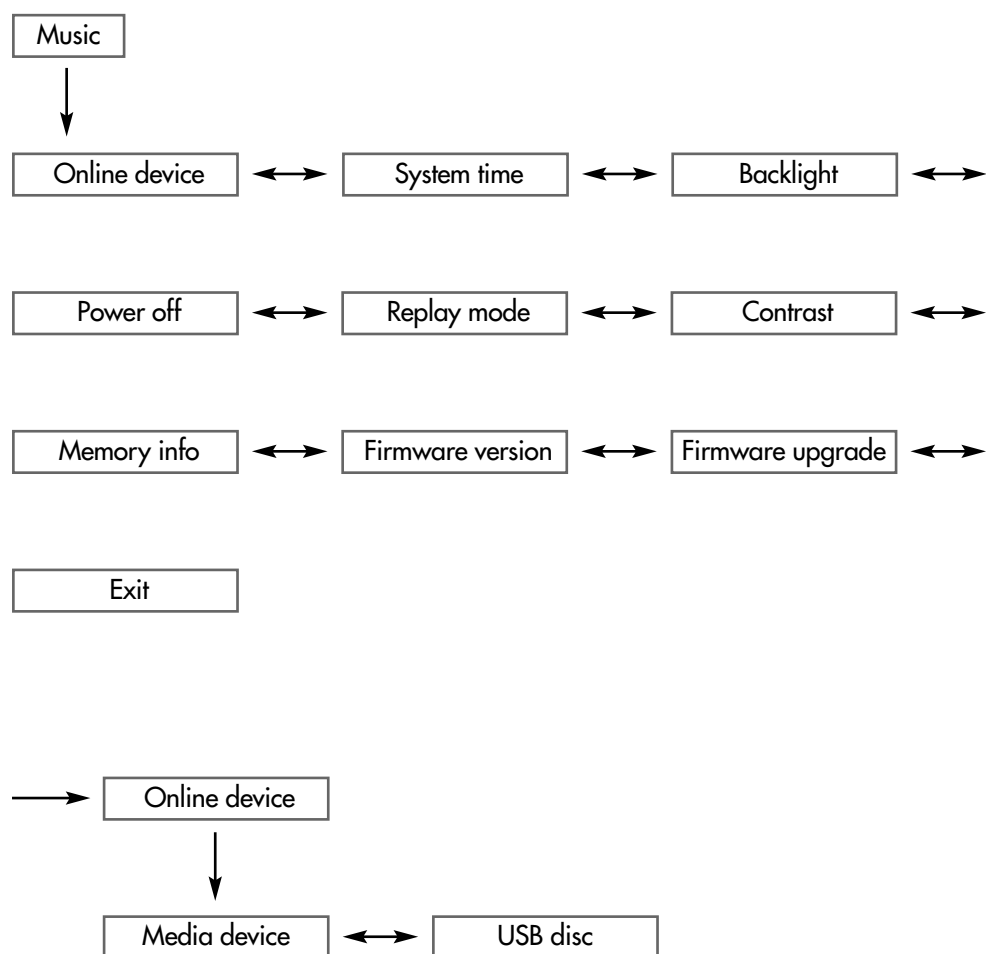 Music
Online device System time Backlight
Power off Replay mode Contrast
Memory info Firmware version Firmware upgrade
Exit
Online device
Media device USB disc